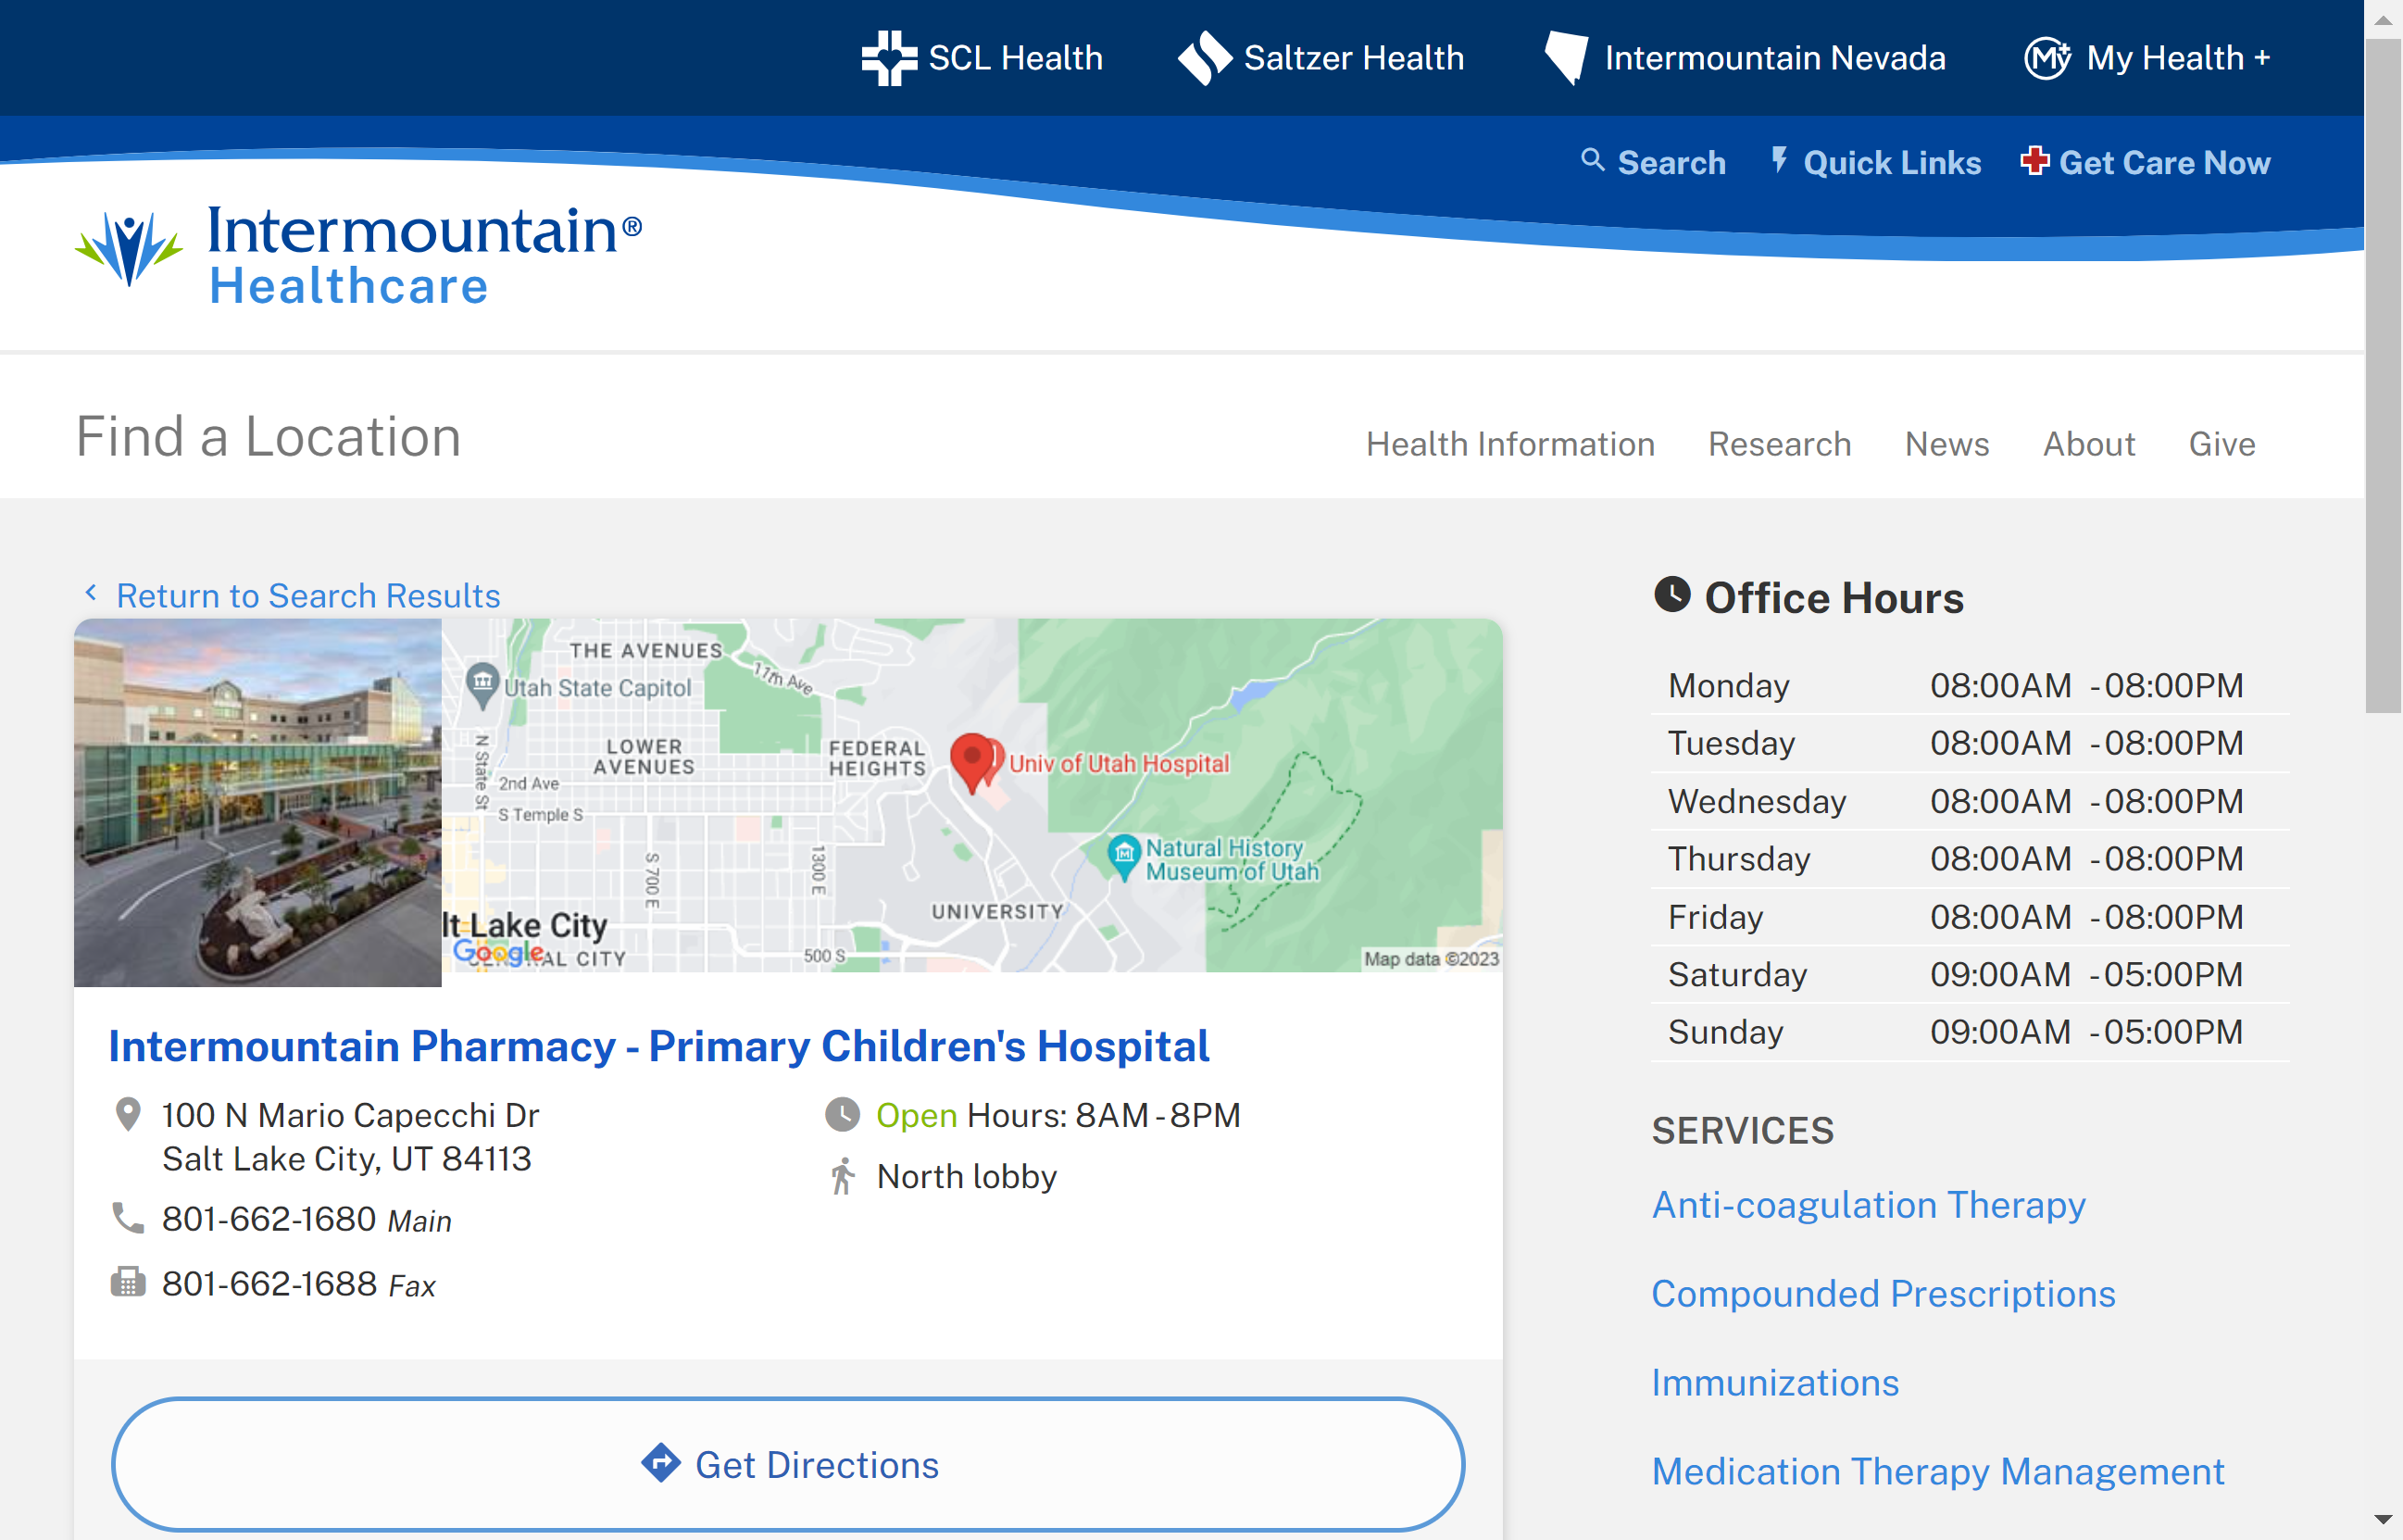 SCL Health
Saltzer Health
Intermountain Nevada
My Health +
Search
Quick Links
Get Care Now
Intermountain®
Healthcare
Find a Location
Health Information
Research
News
About
Give
Return to Search Results
THE AVENUES
11th Ave
Utah State Capitol
N State St
LOWER
AVENUES
FEDERAL
HEIGHTS
Univ of Utah Hospital
2nd Ave
S Temple S
S 700 E
1300 E
Natural History
Museum of Utah
UNIVERSITY
lt Lake City
Google
AL CITY
500 S
Map data ©2023
Intermountain Pharmacy - Primary Children's Hospital
100 N Mario Capecchi Dr
Salt Lake City, UT 84113
801-662-1680 Main
801-662-1688 Fax
Open Hours: 8AM - 8PM
North lobby
Get Directions
Office Hours
Monday 08:00AM - 08:00PM
Tuesday 08:00AM - 08:00PM
Wednesday 08:00AM - 08:00PM
Thursday 08:00AM - 08:00PM
Friday 08:00AM - 08:00PM
Saturday 09:00AM - 05:00PM
Sunday 09:00AM - 05:00PM
SERVICES
Anti-coagulation Therapy
Compounded Prescriptions
Immunizations
Medication Therapy Management